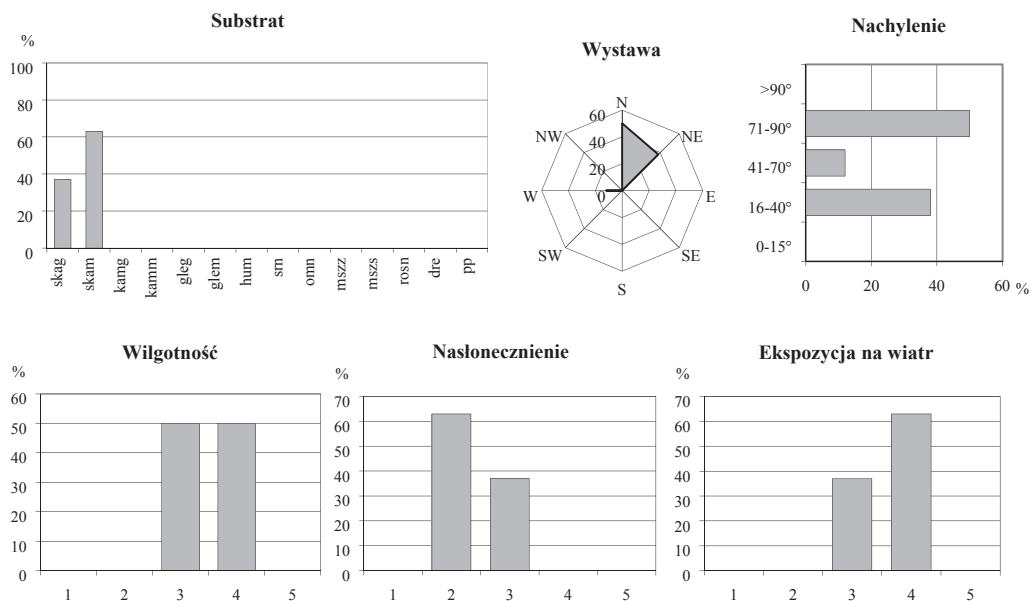 Substrat
%
100
80
60
40
20
0
skag
skam
kamg
kamm
gleg
glem
hum
srn
omn
mszz
mszs
rosn
dre
pp
Wystawa
N
NE
E
SE
S
SW
W
NW
60
40
20
0
Nachylenie
>90°
71-90°
41-70°
16-40°
0-15°
0 20 40 60 %
Wilgotność
%
60
50
40
30
20
10
0
1 2 3 4 5
Nasłonecznienie
%
70
60
50
40
30
20
10
0
1 2 3 4 5
Ekspozycja na wiatr
%
70
60
50
40
30
20
10
0
1 2 3 4 5